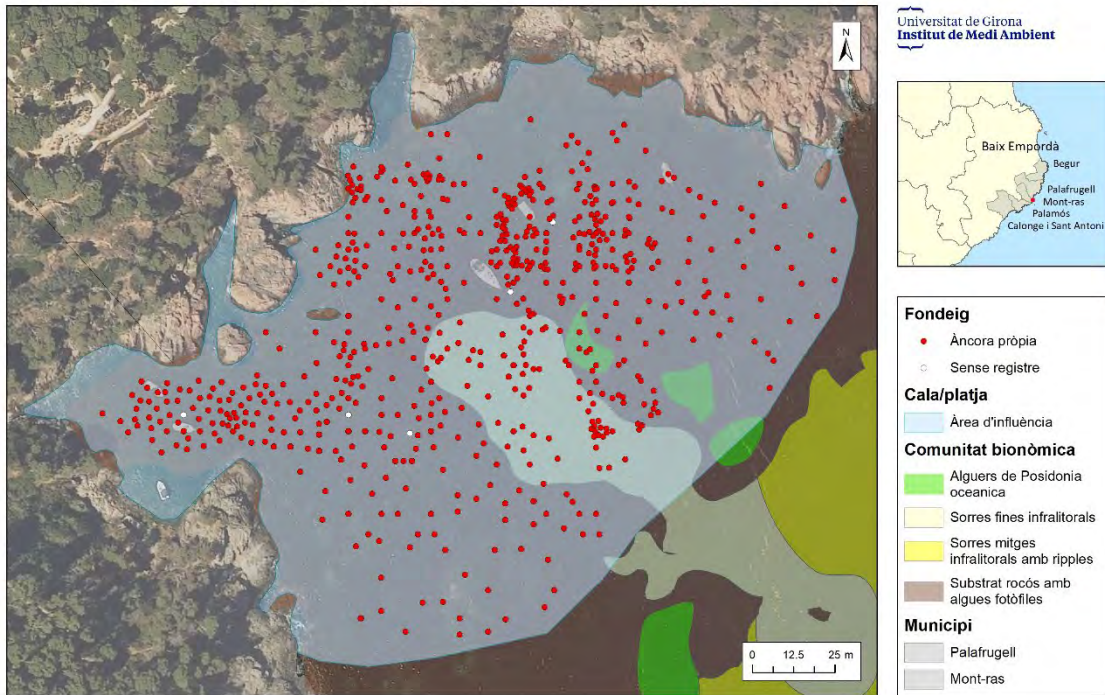 N
0 12.5 25 m
Universitat de Girona
Institut de Medi Ambient
Baix Empordà
Begur
Palafrugell
Mont-ras
Palamós
Calonge i Sant Antoni
Fondeig
Àncora pròpia
Sense registre
Cala/platja
Àrea d'influència
Comunitat bionòmica
Alguers de Posidonia
oceanica
Sorres fines infralitorals
Sorres mitges
infralitorals amb ripples
Substrat rocós amb
algues fotòfiles
Municipi
Palafrugell
Mont-ras